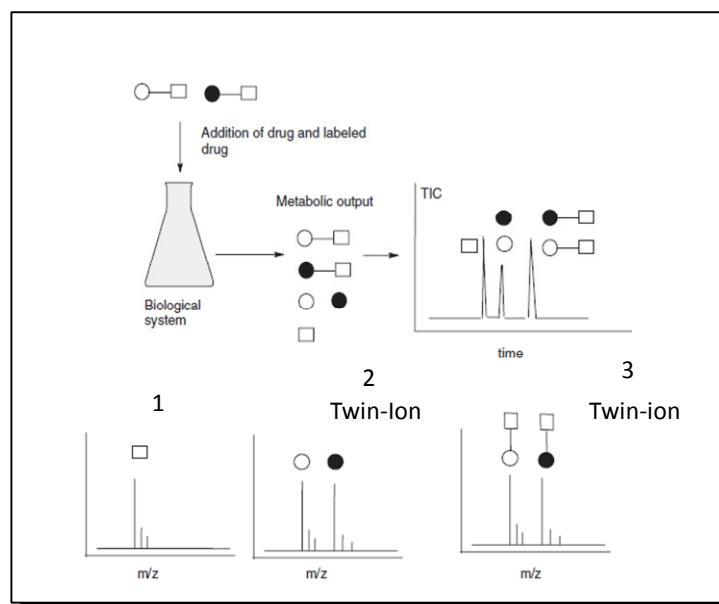 Addition of drug and labeled
drug
Metabolic output
TIC
Biological
system
time
1
2
Twin-Ion
3
Twin-ion
m/z
m/z
m/z